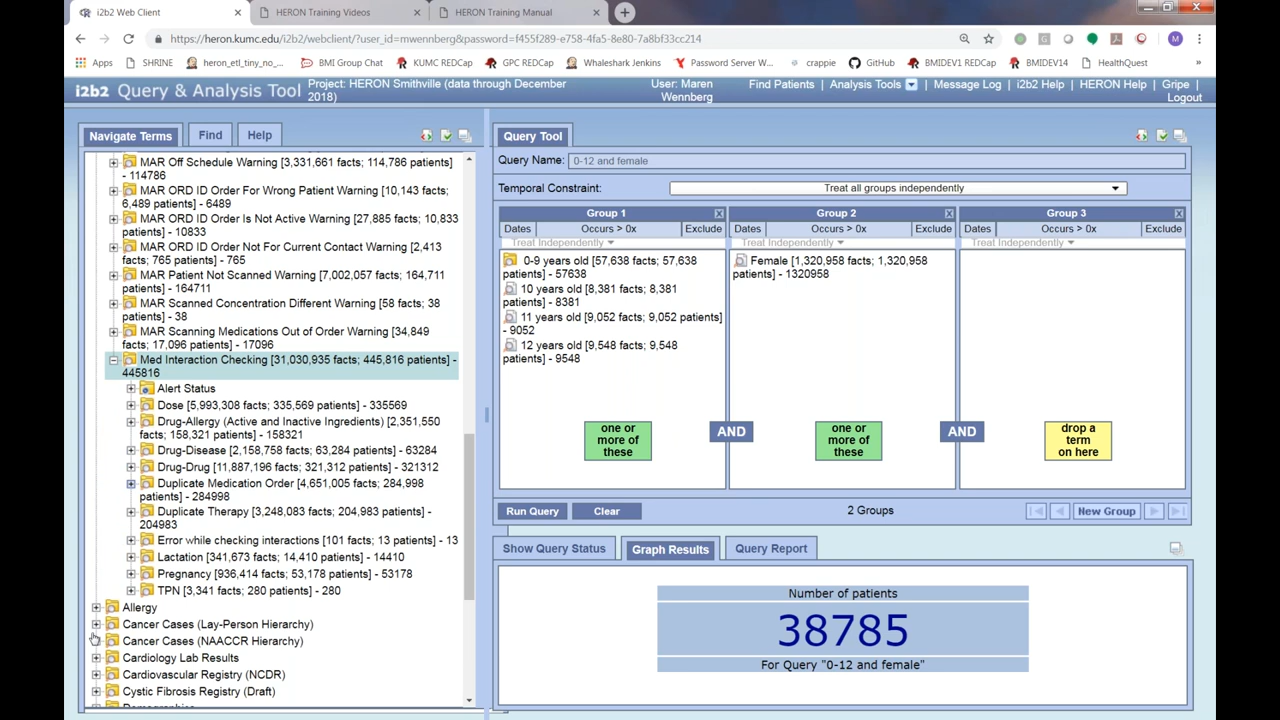 i2b2 Web Client
HERON Training Videos
HERON Training Manual
https://heron.kumc.edu/i2b2/webclient/?user_id=mwennberg&password=f455f289-e758-4fa5-8e80-7a8bf33cc214
M
Apps SHRINE heron_etl_tiny_no_ BMI Group Chat KUMC REDCap GPC REDCap Whaleshark Jenkins Password Server W... crappie GitHub BMIDEV1 REDCap BMIDEV14 HealthQuest »
i2b2 Query & Analysis Tool
Project: HERON Smithville (data through December
2018)
User: Maren
Wennberg
Find Patients Analysis Tools Message Log i2b2 Help HERON Help Gripe
Logout
Navigate Terms Find Help
MAR Off Schedule Warning [3,331,661 facts; 114,786 patients]
- 114786
MAR ORD ID Order For Wrong Patient Warning [10,143 facts;
6,489 patients] - 6489
MAR ORD ID Order Is Not Active Warning [27,885 facts; 10,833
patients] - 10833
MAR ORD ID Order Not For Current Contact Warning [2,413
facts; 765 patients] - 765
MAR Patient Not Scanned Warning [7,002,057 facts; 164,711
patients] - 164711
MAR Scanned Concentration Different Warning [58 facts; 38
patients] - 38
MAR Scanning Medications Out of Order Warning [34,849
facts; 17,096 patients] - 17096
Med Interaction Checking [31,030,935 facts; 445,816 patients] -
445816
Alert Status
Dose [5,993,308 facts; 335,569 patients] - 335569
Drug-Allergy (Active and Inactive Ingredients) [2,351,550
facts; 158,321 patients] - 158321
Drug-Disease [2,158,758 facts; 63,284 patients] - 63284
Drug-Drug [11,887,196 facts; 321,312 patients] - 321312
Duplicate Medication Order [4,651,005 facts; 284,998
patients] - 284998
Duplicate Therapy [3,248,083 facts; 204,983 patients] -
204983
Error while checking interactions [101 facts; 13 patients] - 13
Lactation [341,673 facts; 14,410 patients] - 14410
Pregnancy [936,414 facts; 53,178 patients] - 53178
TPN [3,341 facts; 280 patients] - 280
Allergy
Cancer Cases (Lay-Person Hierarchy)
Cancer Cases (NAACCR Hierarchy)
Cardiology Lab Results
Cardiovascular Registry (NCDR)
Cystic Fibrosis Registry (Draft)
Query Tool
Query Name: 0-12 and female
Temporal Constraint: Treat all groups independently
Group 1
Dates Occurs > 0x Exclude
Treat Independently
0-9 years old [57,638 facts; 57,638
patients] - 57638
10 years old [8,381 facts; 8,381
patients] - 8381
11 years old [9,052 facts; 9,052 patients]
- 9052
12 years old [9,548 facts; 9,548
patients] - 9548
one or
more of
these
AND
Group 2
Dates Occurs > 0x Exclude
Treat Independently
Female [1,320,958 facts; 1,320,958
patients] - 1320958
one or
more of
these
AND
Group 3
Dates Occurs > 0x Exclude
Treat Independently
drop a
term
on here
Run Query Clear 2 Groups New Group
Show Query Status Graph Results Query Report
Number of patients
38785
For Query "0-12 and female"